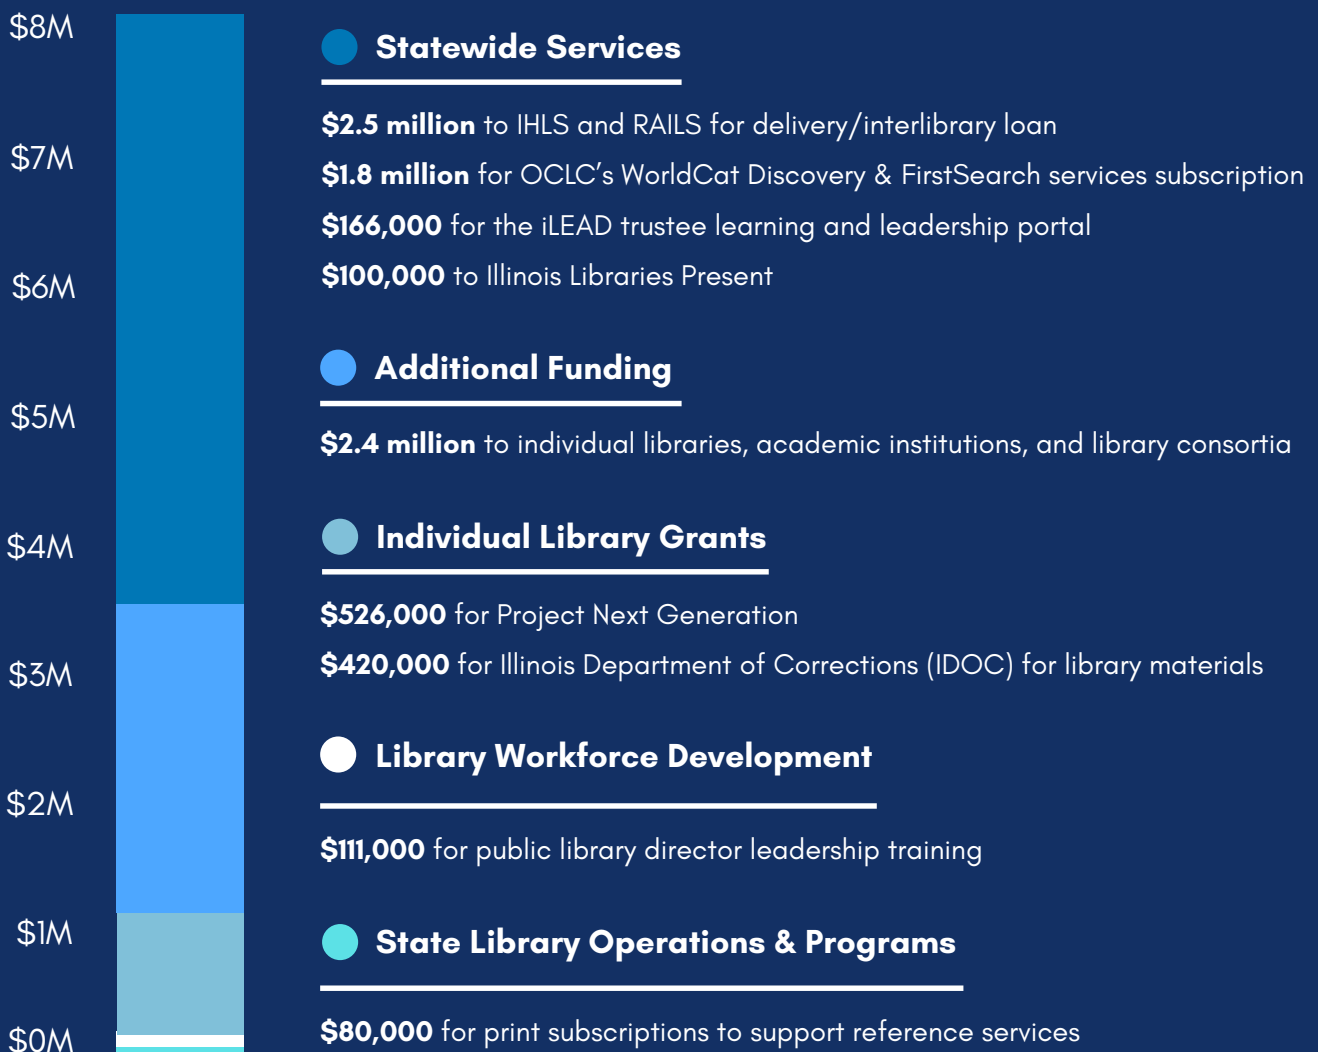 $8M
$7M
$6M
$5M
$4M
$3M
$2M
$1M
$0M
Statewide Services
$2.5 million to IHLS and RAILS for delivery/interlibrary loan
$1.8 million for OCLC’s WorldCat Discovery & FirstSearch services subscription
$166,000 for the iLEAD trustee learning and leadership portal
$100,000 to Illinois Libraries Present
Additional Funding
$2.4 million to individual libraries, academic institutions, and library consortia
Individual Library Grants
$526,000 for Project Next Generation
$420,000 for Illinois Department of Corrections (IDOC) for library materials
Library Workforce Development
$111,000 for public library director leadership training
State Library Operations & Programs
$80,000 for print subscriptions to support reference services